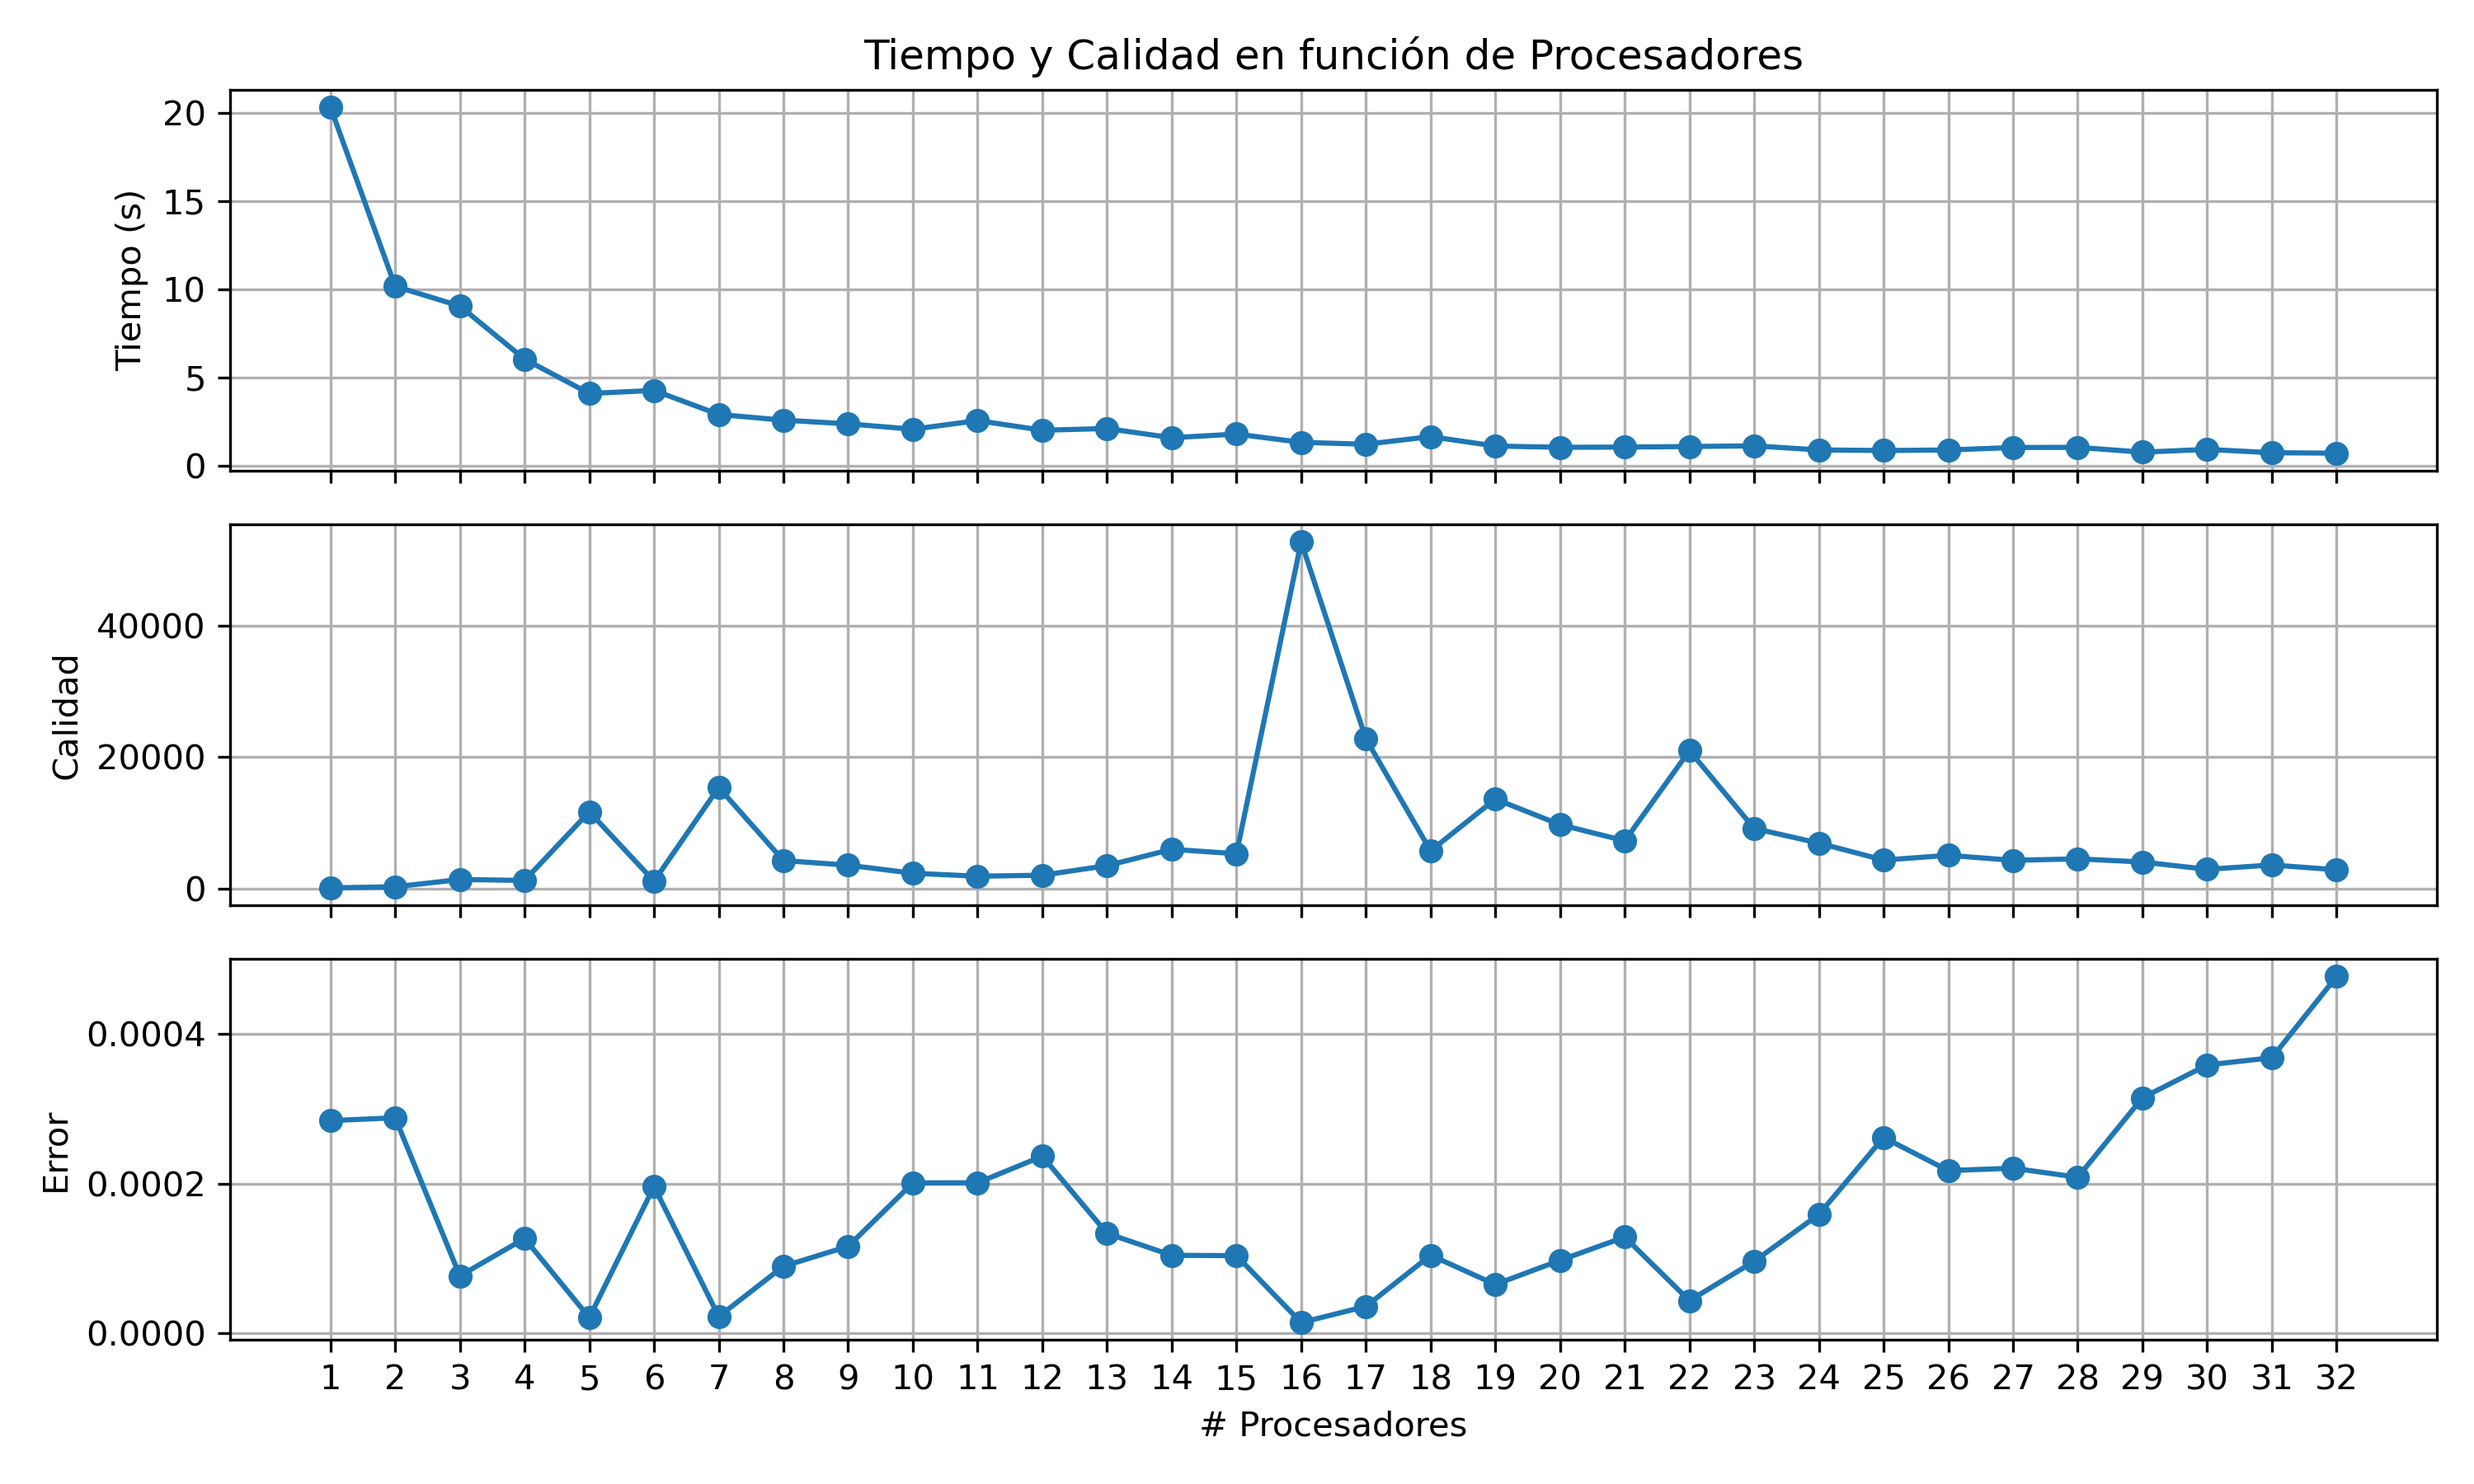 Tiempo y Calidad en función de Procesadores
20
15
10
5
0
Tiempo (s)
40000
20000
0
Calidad
0.0004
0.0002
0.0000
Error
1 2 3 4 5 6 7 8 9 10 11 12 13 14 15 16 17 18 19 20 21 22 23 24 25 26 27 28 29 30 31 32
# Procesadores